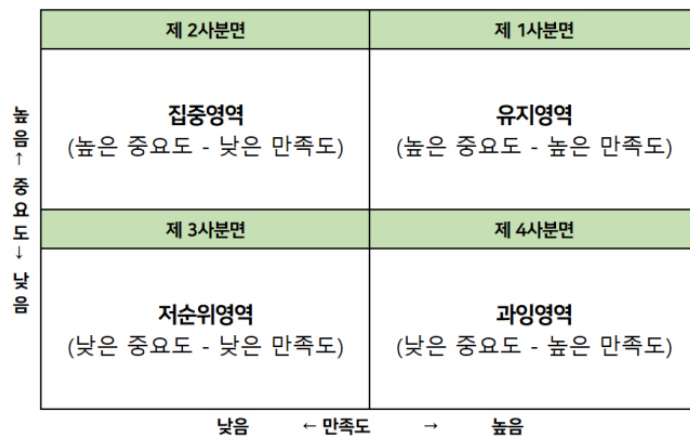 제 2사분면
제 1사분면
집중영역
(높은 중요도 - 낮은 만족도)
유지영역
(높은 중요도 - 높은 만족도)
높음 ← 중요도 → 낮음
제 3사분면
제 4사분면
저순위영역
(낮은 중요도 - 낮은 만족도)
과잉영역
(낮은 중요도 - 높은 만족도)
낮음 ← 만족도 → 높음